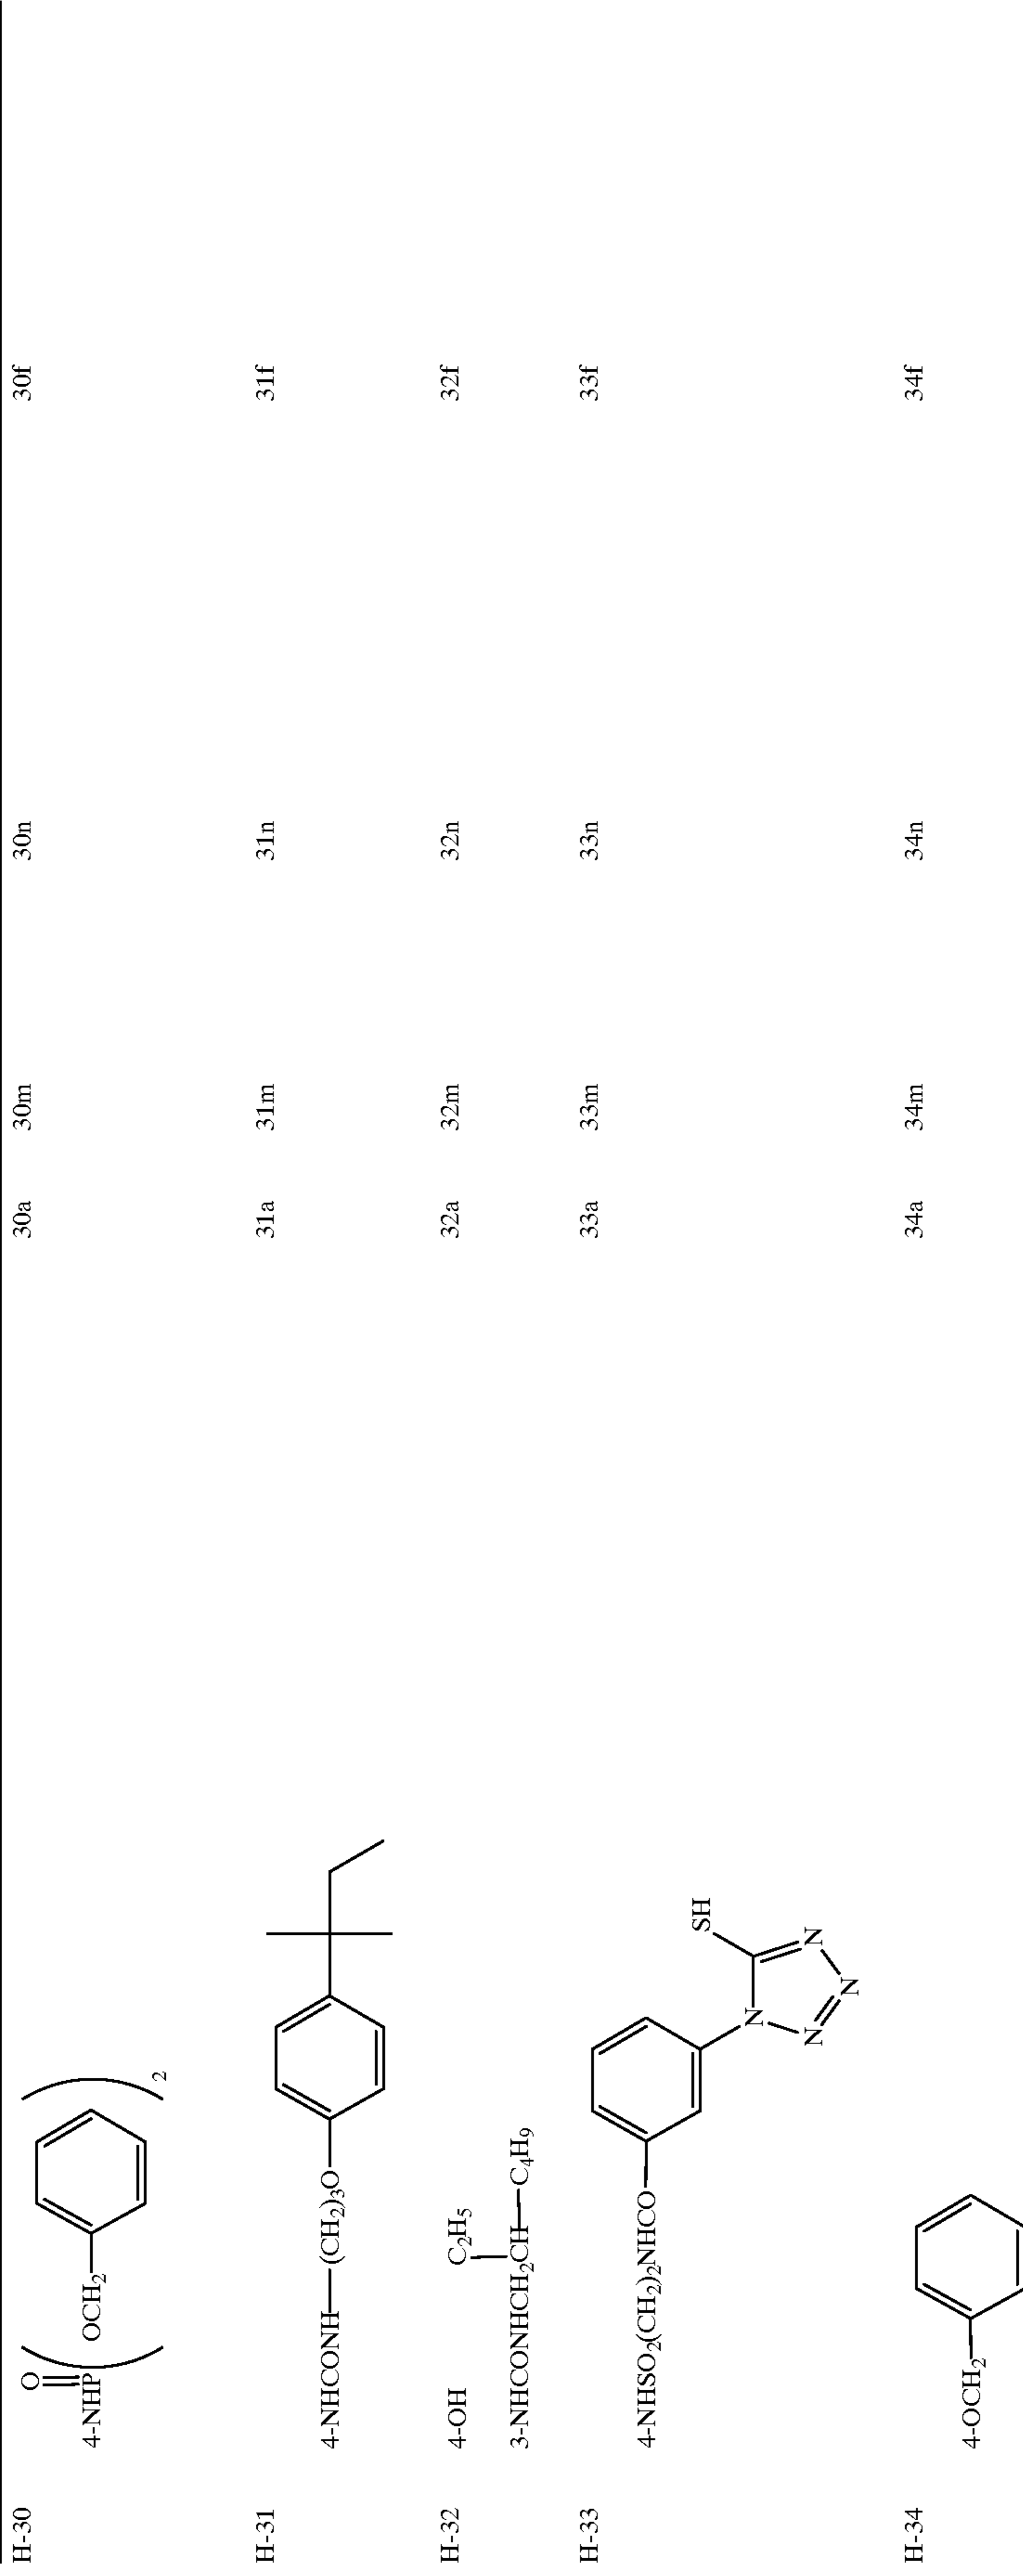 H-30 4-NHP(=O)(OCH2 )2 30a 30m 30n 30f
H-31 4-NHCONH—(CH2)3O 31a 31m 31n 31f
H-32 4-OH 32a 32m 32n 32f
C2H5
3-NHCONHCH2CH—C4H9
H-33 4-NHSO2(CH2)2NHCO 33a 33m 33n 33f
SH
N
N
N
N
H-34 4-OCH2 34a 34m 34n 34f